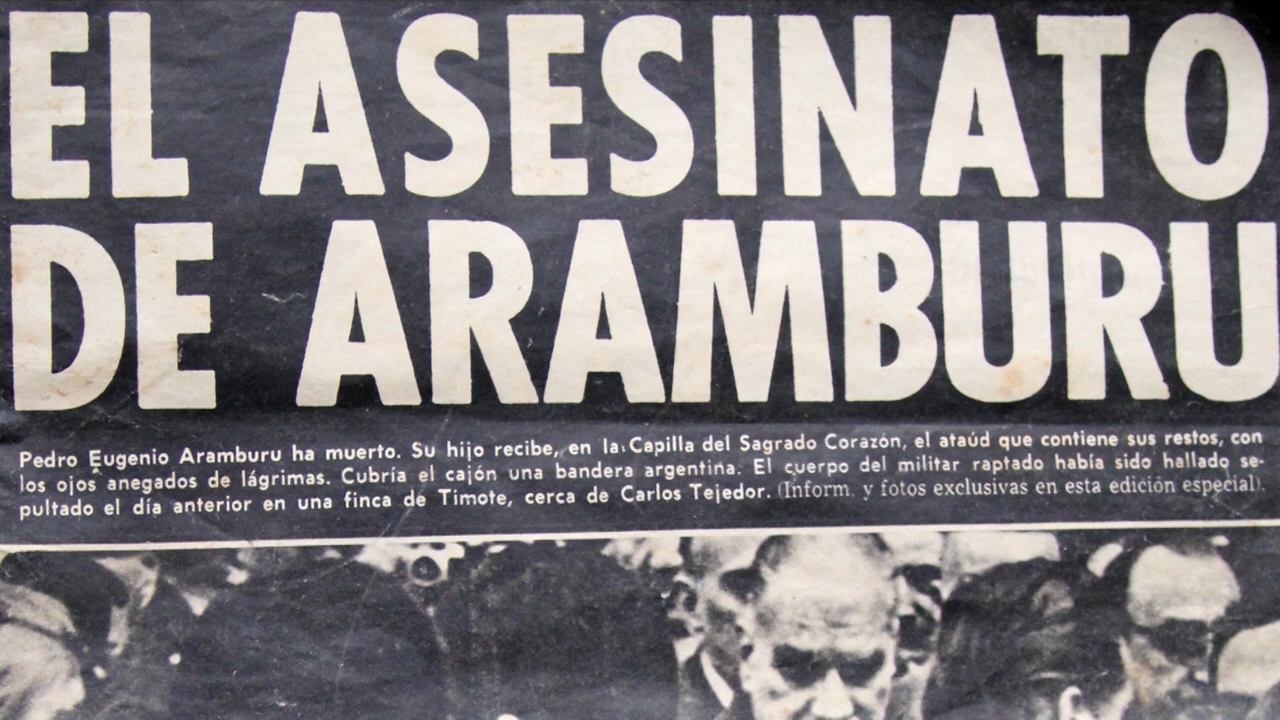 EL ASESINATO
DE ARAMBURU
Pedro Eugenio Aramburu ha muerto. Su hijo recibe, en la Capilla del Sagrado Corazón, el ataúd que contiene sus restos, con
los ojos anegados de lágrimas. Cubría el cajón una bandera argentina. El cuerpo del militar raptado había sido hallado se-
pultado el día anterior en una finca de Timote, cerca de Carlos Tejedor. (Inform. y fotos exclusivas en esta edición especial).